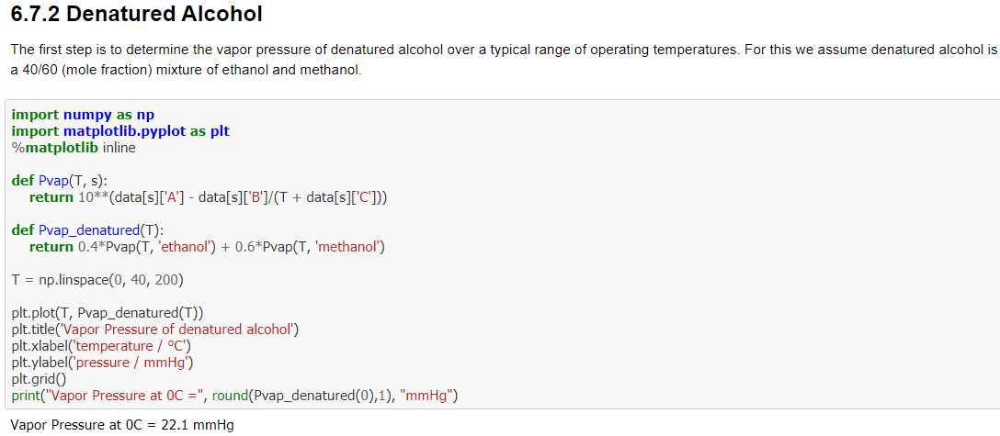 6.7.2 Denatured Alcohol
The first step is to determine the vapor pressure of denatured alcohol over a typical range of operating temperatures. For this we assume denatured alcohol is
a 40/60 (mole fraction) mixture of ethanol and methanol.
import numpy as np
import matplotlib.pyplot as plt
%matplotlib inline
def Pvap(T, s):
    return 10**(data[s]['A'] - data[s]['B']/(T + data[s]['C']))
def Pvap_denatured(T):
    return 0.4*Pvap(T, 'ethanol') + 0.6*Pvap(T, 'methanol')
T = np.linspace(0, 40, 200)
plt.plot(T, Pvap_denatured(T))
plt.title('Vapor Pressure of denatured alcohol')
plt.xlabel('temperature / °C')
plt.ylabel('pressure / mmHg')
plt.grid()
print("Vapor Pressure at 0C =", round(Pvap_denatured(0),1), "mmHg")
Vapor Pressure at 0C = 22.1 mmHg